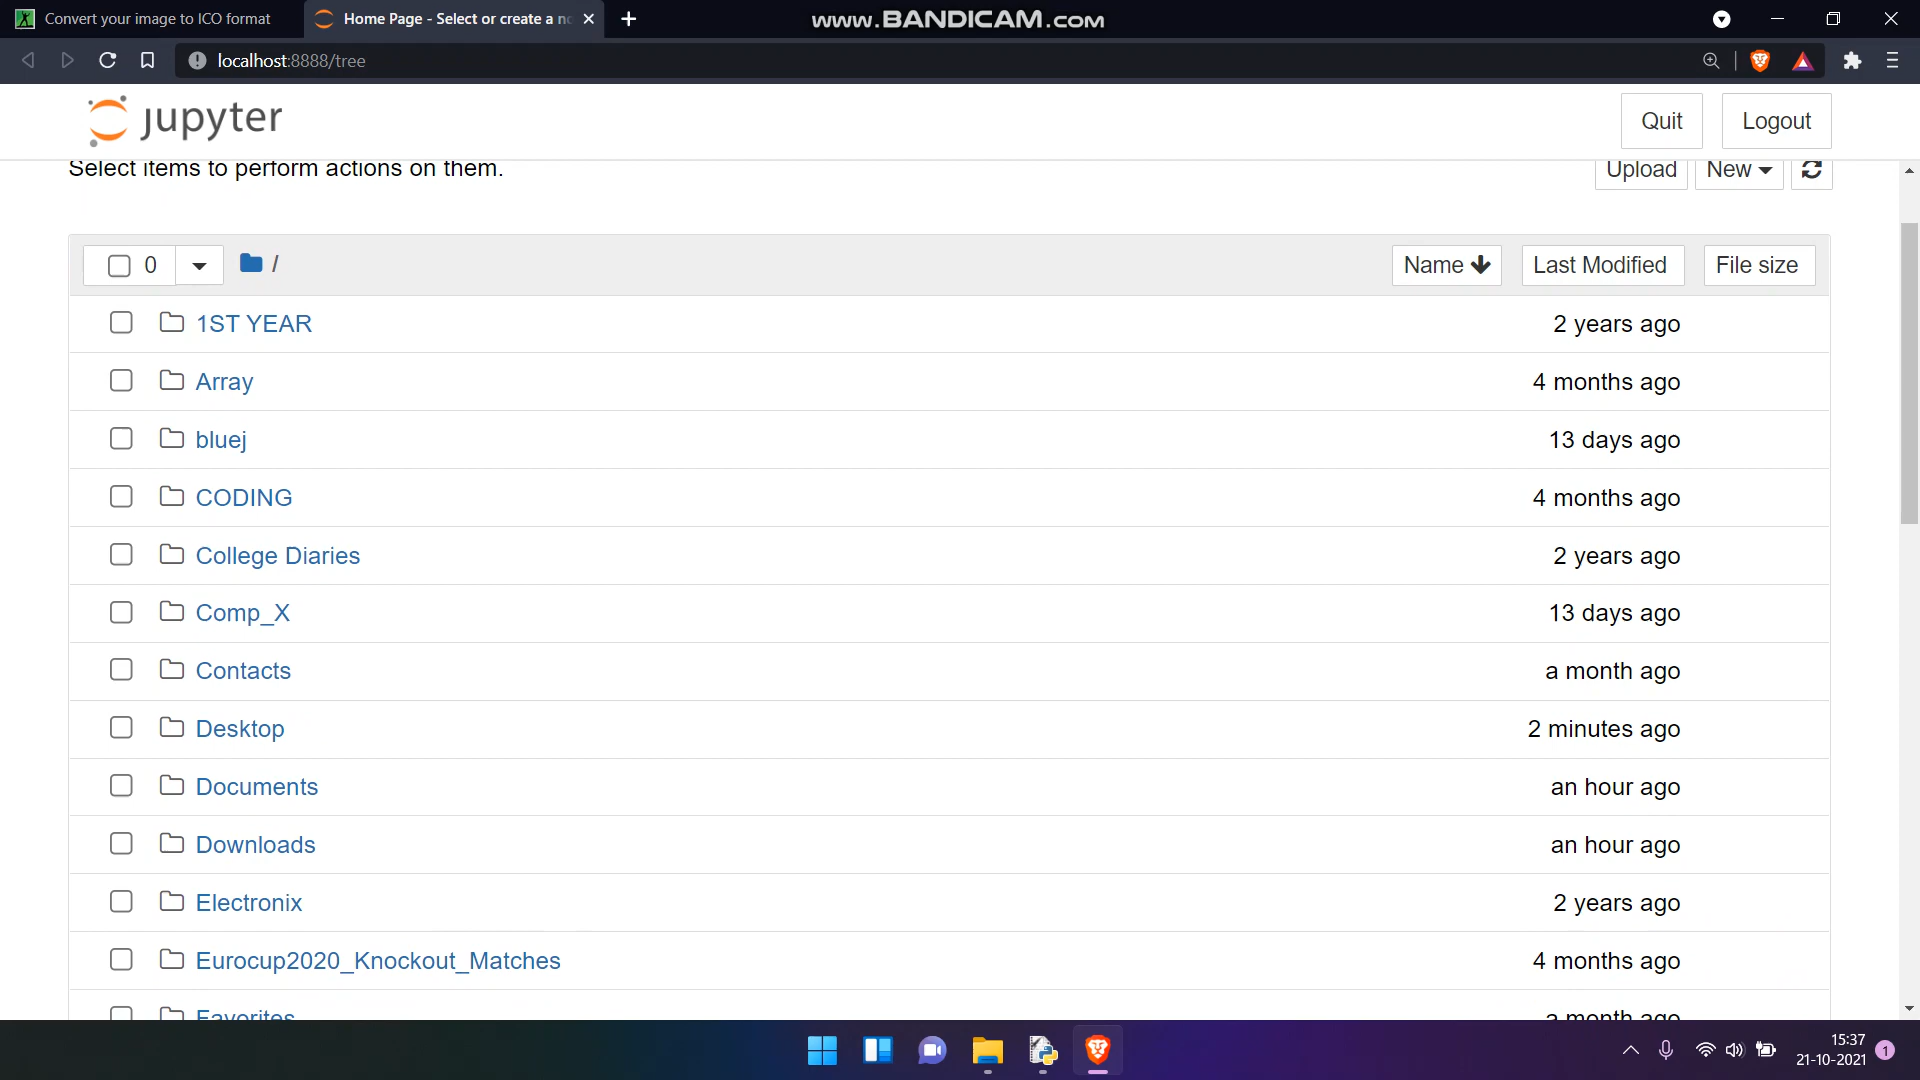 Convert your image to ICO format
Home Page - Select or create a no
www.BANDICAM.com
localhost:8888/tree
jupyter
Quit
Logout
Select items to perform actions on them.
Upload
New
0
/
Name
Last Modified
File size
1ST YEAR
2 years ago
Array
4 months ago
bluej
13 days ago
CODING
4 months ago
College Diaries
2 years ago
Comp_X
13 days ago
Contacts
a month ago
Desktop
2 minutes ago
Documents
an hour ago
Downloads
an hour ago
Electronix
2 years ago
Eurocup2020_Knockout_Matches
4 months ago
Favorites
a month ago
15:37
21-10-2021
1